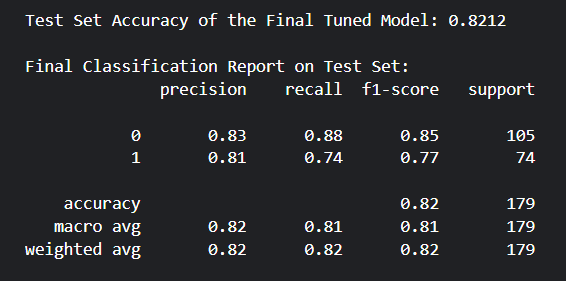 Test Set Accuracy of the Final Tuned Model: 0.8212
Final Classification Report on Test Set:
precision recall f1-score support
0 0.83 0.88 0.85 105
1 0.81 0.74 0.77 74
accuracy 0.82 179
macro avg 0.82 0.81 0.81 179
weighted avg 0.82 0.82 0.82 179